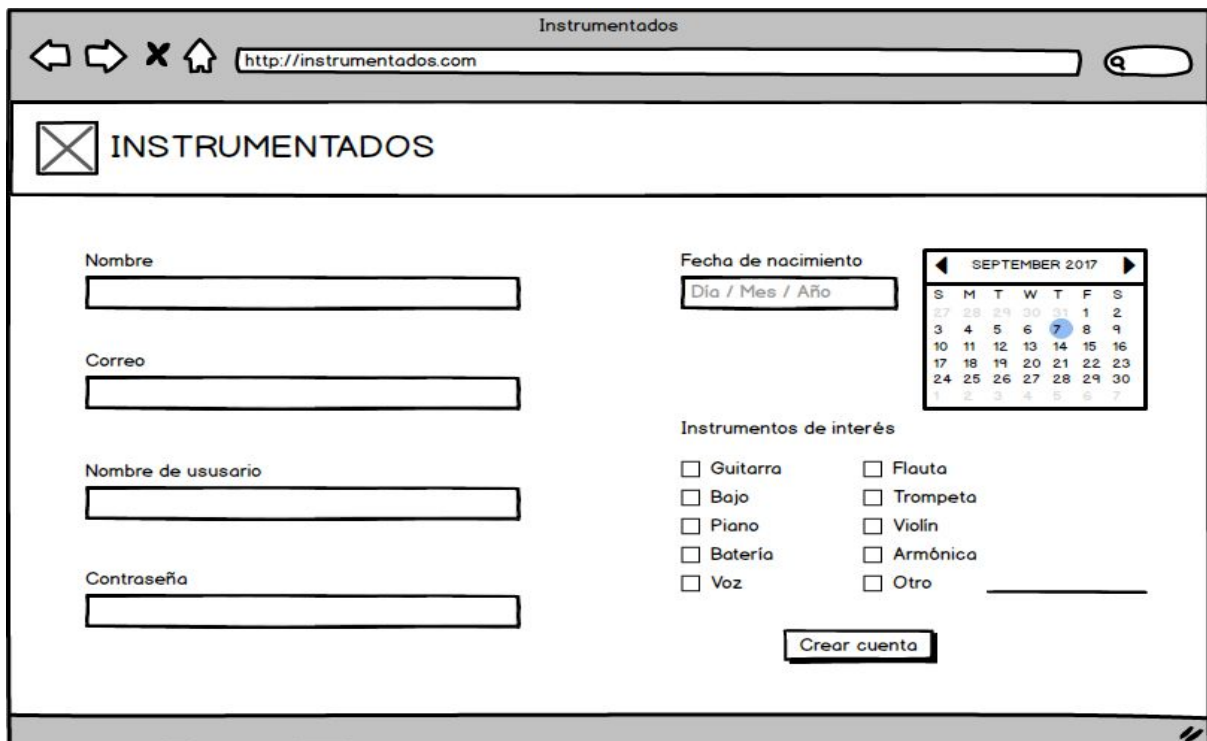 Instrumentados
http://instrumentados.com
INSTRUMENTADOS
Nombre
Correo
Nombre de ususario
Contraseña
Fecha de nacimiento
Día / Mes / Año
SEPTEMBER 2017
S M T W T F S
27 28 29 30 31 1 2
3 4 5 6 7 8 9
10 11 12 13 14 15 16
17 18 19 20 21 22 23
24 25 26 27 28 29 30
1 2 3 4 5 6 7
Instrumentos de interés
Guitarra
Bajo
Piano
Batería
Voz
Flauta
Trompeta
Violín
Armónica
Otro
Crear cuenta